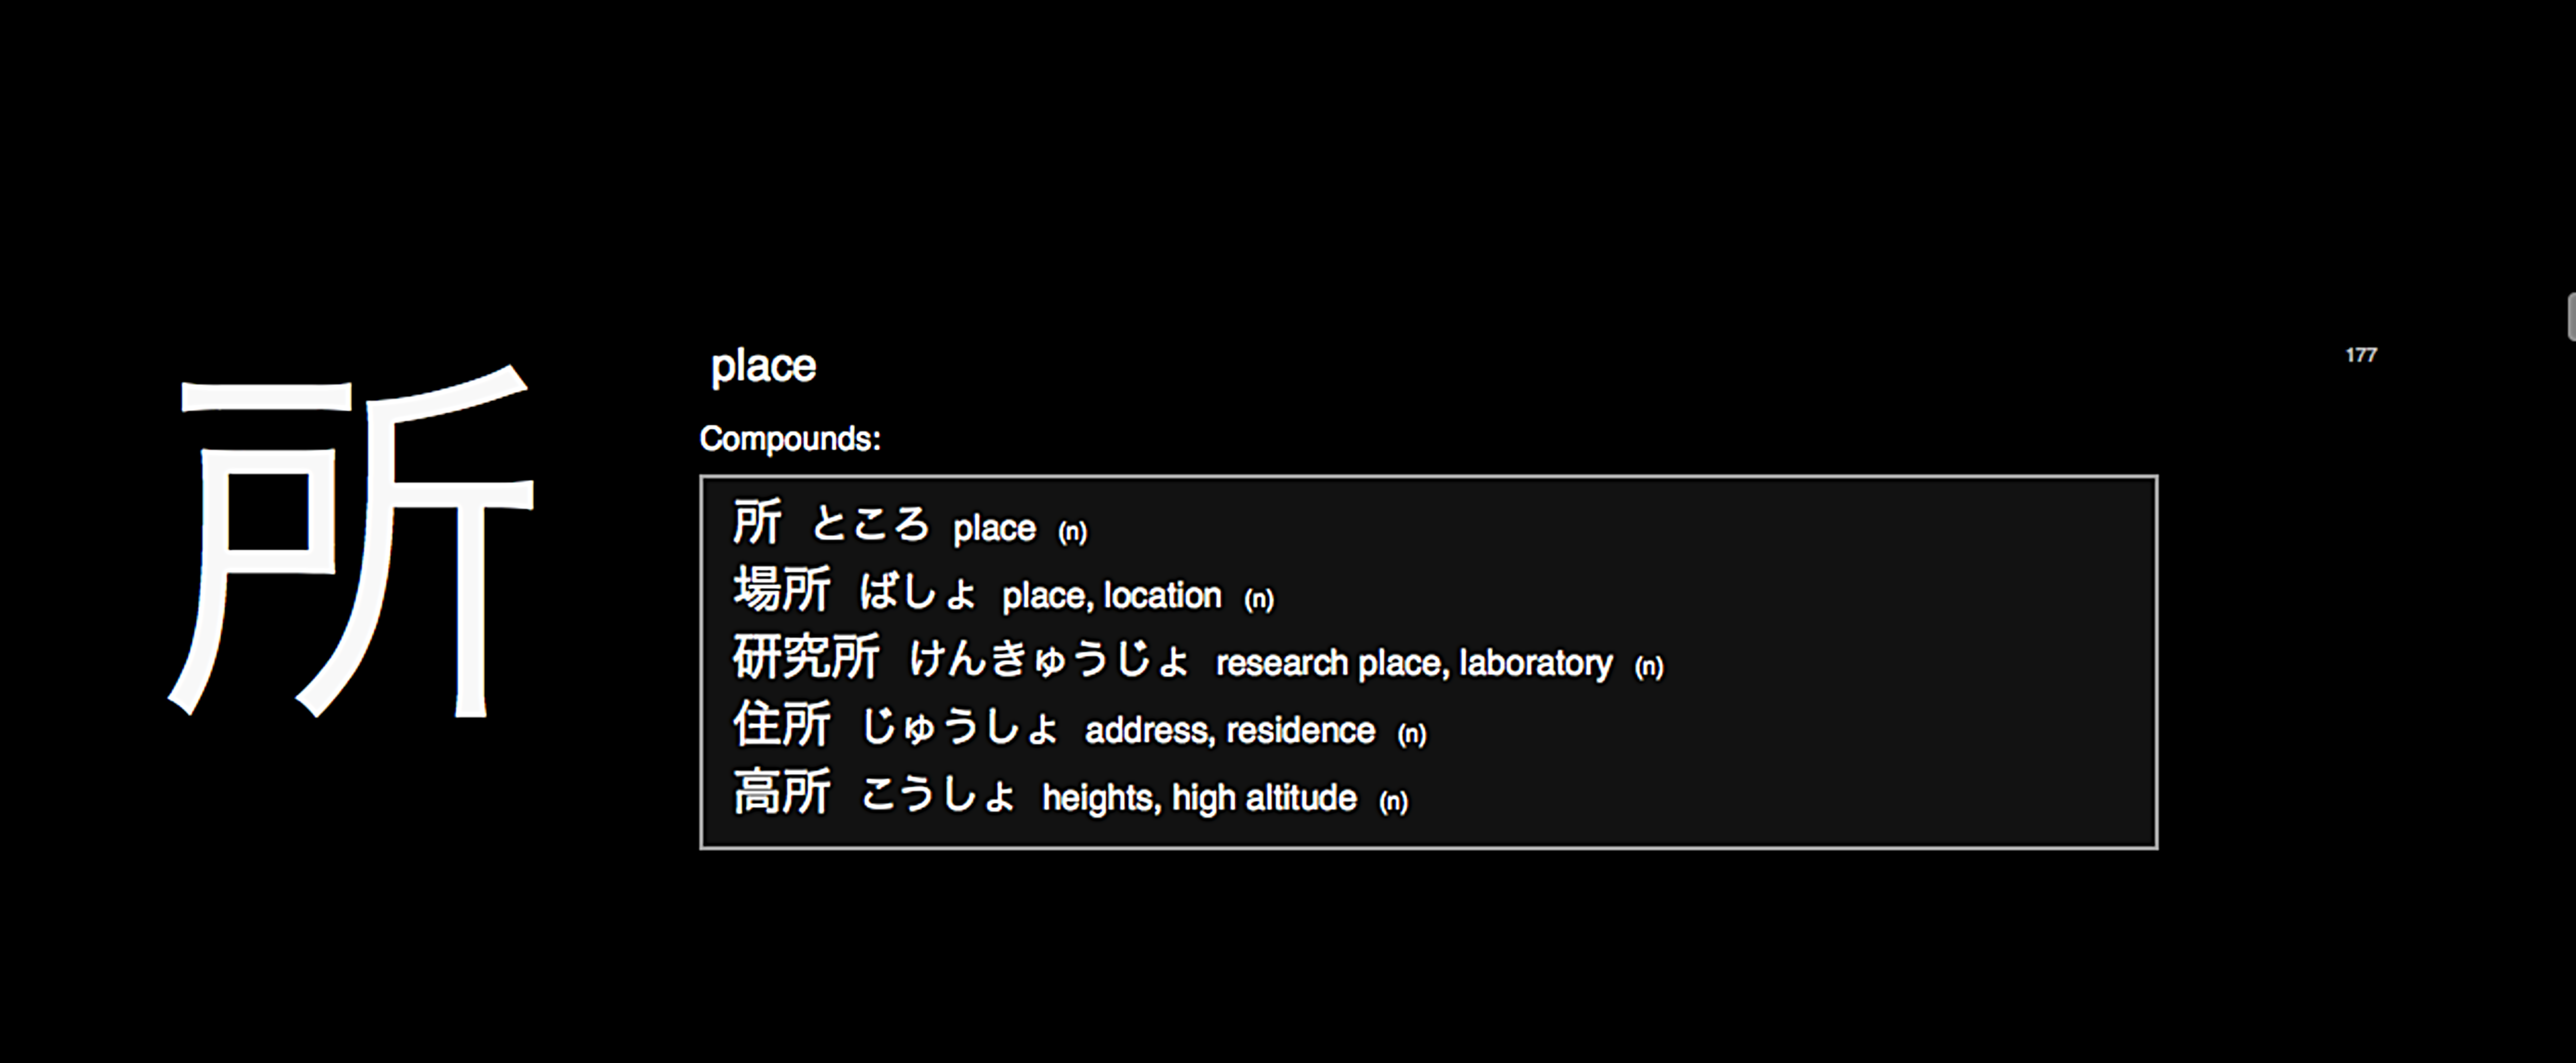 所
place
177
Compounds:
所 ところ place (n)
場所 ばしょ place, location (n)
研究所 けんきゅうじょ research place, laboratory (n)
住所 じゅうしょ address, residence (n)
高所 こうしょ heights, high altitude (n)